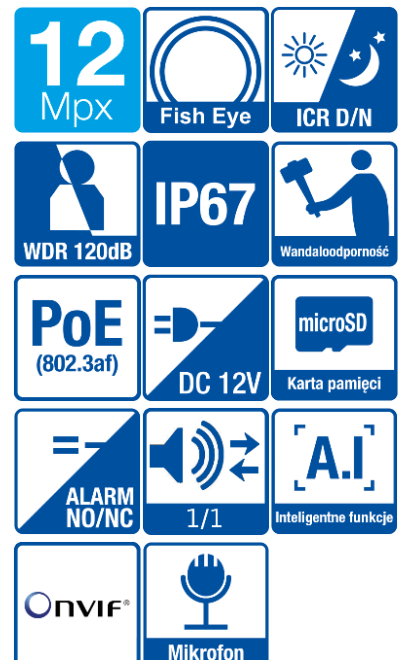 12
Mpx
Fish Eye
ICR D/N
WDR 120dB
IP67
Wandaloodporność
PoE
(802.3af)
DC 12V
microSD
Karta pamięci
ALARM
NO/NC
1/1
A.I
Inteligentne funkcje
ONVIF®
Mikrofon